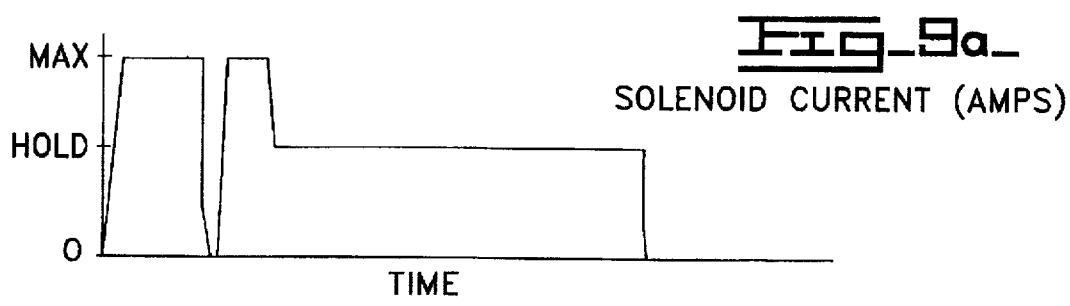 Fig_9a_
SOLENOID CURRENT (AMPS)
MAX
HOLD
0
TIME